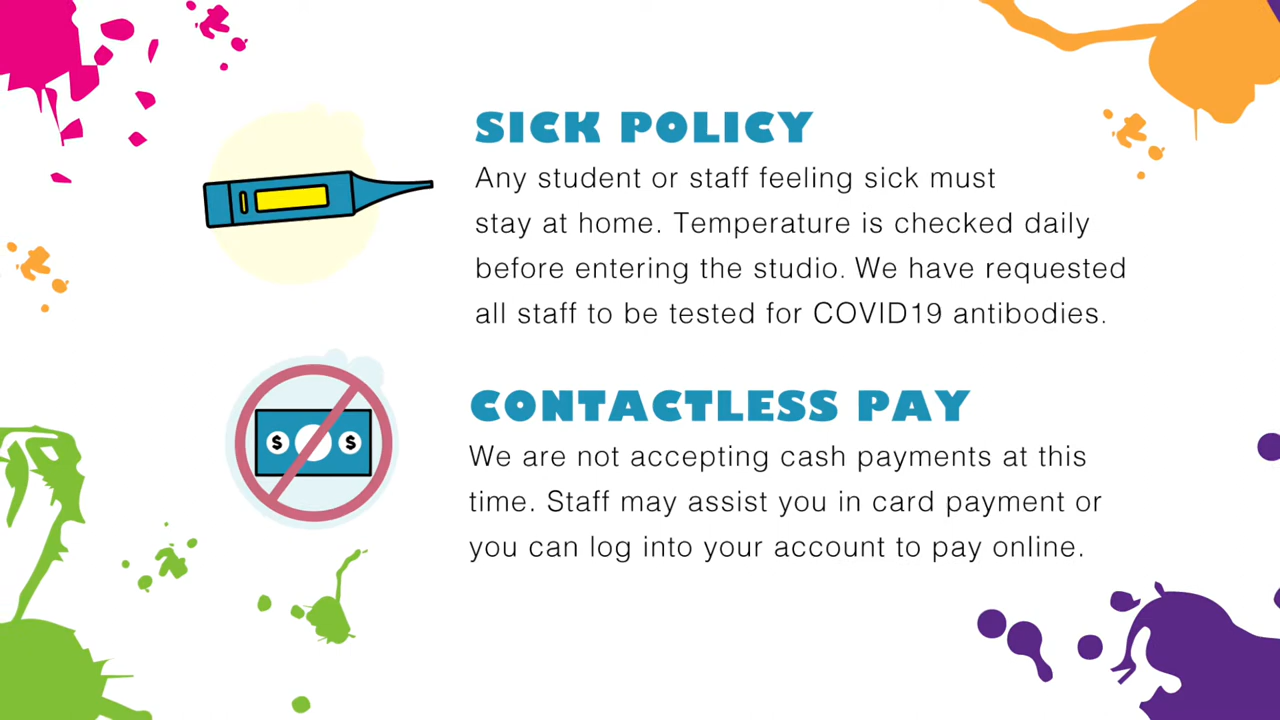 SICK POLICY
Any student or staff feeling sick must
stay at home. Temperature is checked daily
before entering the studio. We have requested
all staff to be tested for COVID19 antibodies.
$ $
CONTACTLESS PAY
We are not accepting cash payments at this
time. Staff may assist you in card payment or
you can log into your account to pay online.